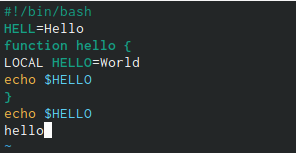 #!/bin/bash
HELL=Hello
function hello {
LOCAL HELLO=World
echo $HELLO
}
echo $HELLO
hello
~